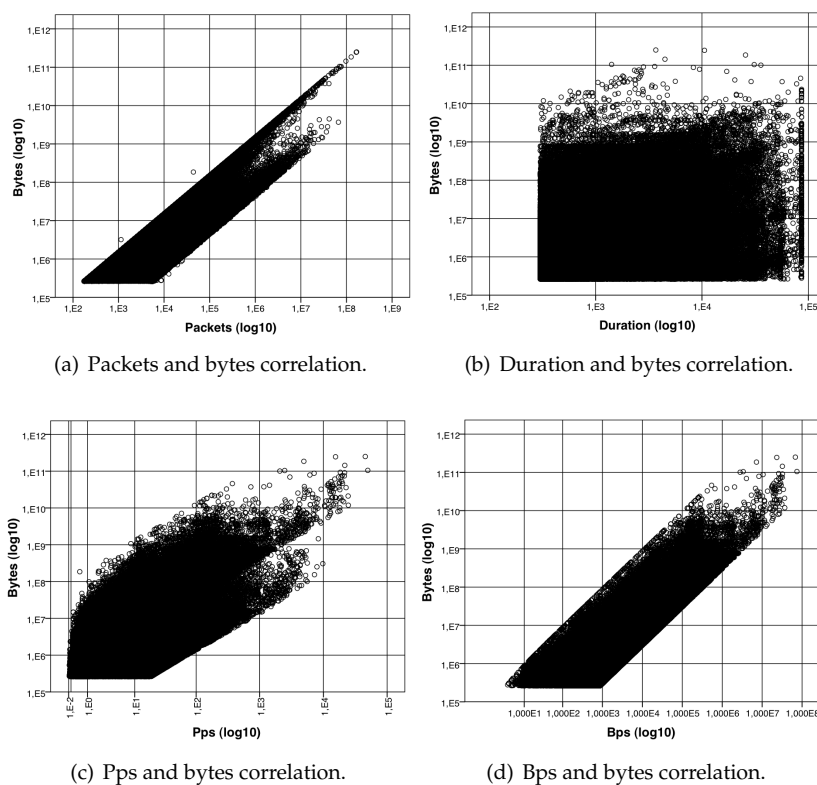 1,E12
1,E11
1,E10
1,E9
1,E8
1,E7
1,E6
1,E5
Bytes (log10)
1,E2 1,E3 1,E4 1,E5 1,E6 1,E7 1,E8 1,E9
Packets (log10)
(a) Packets and bytes correlation.
1,E12
1,E11
1,E10
1,E9
1,E8
1,E7
1,E6
1,E5
Bytes (log10)
1,E2 1,E3 1,E4 1,E5
Duration (log10)
(b) Duration and bytes correlation.
1,E12
1,E11
1,E10
1,E9
1,E8
1,E7
1,E6
1,E5
Bytes (log10)
1,E-2 1,E0 1,E1 1,E2 1,E3 1,E4 1,E5
Pps (log10)
(c) Pps and bytes correlation.
1,E12
1,E11
1,E10
1,E9
1,E8
1,E7
1,E6
1,E5
Bytes (log10)
1,000E1 1,000E2 1,000E3 1,000E4 1,000E5 1,000E6 1,000E7 1,000E8
Bps (log10)
(d) Bps and bytes correlation.